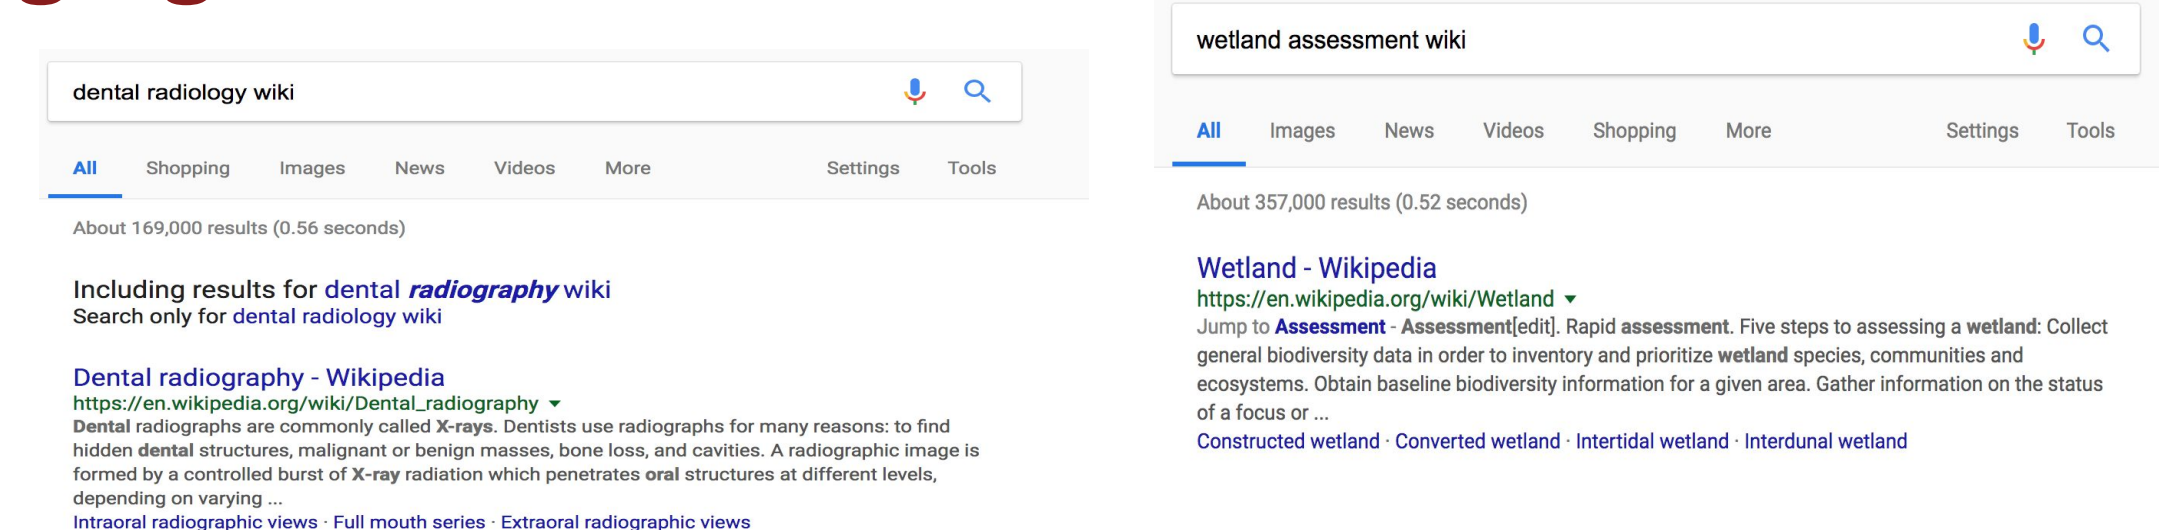 dental radiology wiki
All Shopping Images News Videos More Settings Tools
About 169,000 results (0.56 seconds)
Including results for dental radiography wiki
Search only for dental radiology wiki
Dental radiography - Wikipedia
https://en.wikipedia.org/wiki/Dental_radiography
Dental radiographs are commonly called X-rays. Dentists use radiographs for many reasons: to find
hidden dental structures, malignant or benign masses, bone loss, and cavities. A radiographic image is
formed by a controlled burst of X-ray radiation which penetrates oral structures at different levels,
depending on varying ...
Intraoral radiographic views · Full mouth series · Extraoral radiographic views
wetland assessment wiki
All Images News Videos Shopping More Settings Tools
About 357,000 results (0.52 seconds)
Wetland - Wikipedia
https://en.wikipedia.org/wiki/Wetland
Jump to Assessment - Assessment[edit]. Rapid assessment. Five steps to assessing a wetland: Collect
general biodiversity data in order to inventory and prioritize wetland species, communities and
ecosystems. Obtain baseline biodiversity information for a given area. Gather information on the status
of a focus or ...
Constructed wetland · Converted wetland · Intertidal wetland · Interdunal wetland